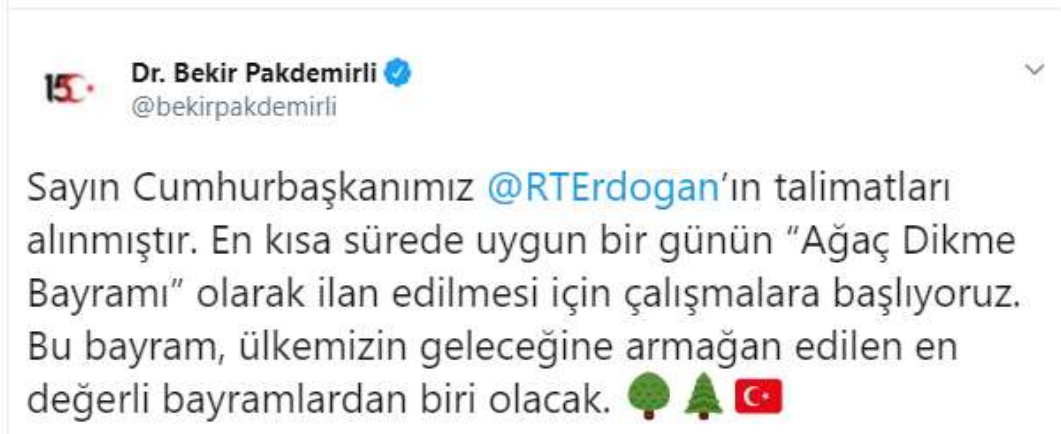 15
Dr. Bekir Pakdemirli
@bekirpakdemirli
Sayın Cumhurbaşkanımız @RTErdogan’ın talimatları
alınmıştır. En kısa sürede uygun bir günün “Ağaç Dikme
Bayramı” olarak ilan edilmesi için çalışmalara başlıyoruz.
Bu bayram, ülkemizin geleceğine armağan edilen en
değerli bayramlardan biri olacak. 🌳🌲🇹🇷